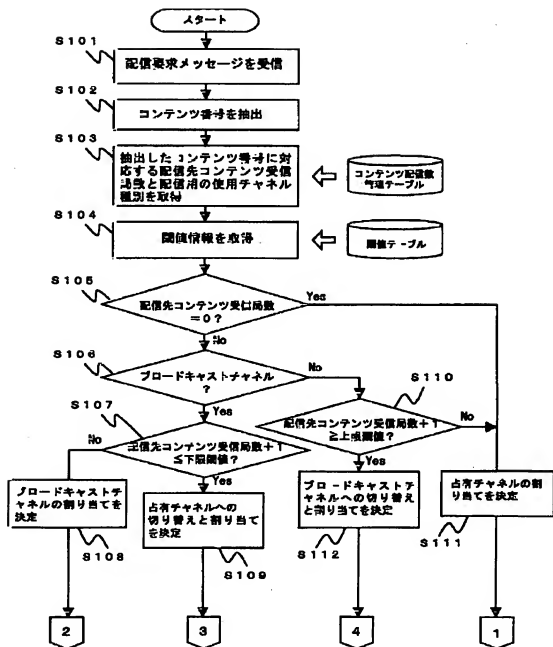 スタート
S101
配信要求メッセージを受信
S102
コンテンツ番号を抽出
S103
抽出したコンテンツ番号に対
応する配信先コンテンツ受信
局数と配信用の使用チャネル
種別を取得
コンテンツ配信数
管理テーブル
S104
閾値情報を取得
閾値テーブル
S105
配信先コンテンツ受信局数
=0?
Yes
No
S106
ブロードキャストチャネル
?
No
Yes
S110
配信先コンテンツ受信局数+1
≥上限閾値?
No
Yes
S107
配信先コンテンツ受信局数+1
≤下限閾値?
No
Yes
ブロードキャストチ
ャネルの割り当てを
決定
S108
占有チャネルへの
切り替えと割り当て
を決定
S109
ブロードキャストチ
ャネルへの切り替え
と割り当てを決定
S112
占有チャネルの割
り当てを決定
S111
2
3
4
1